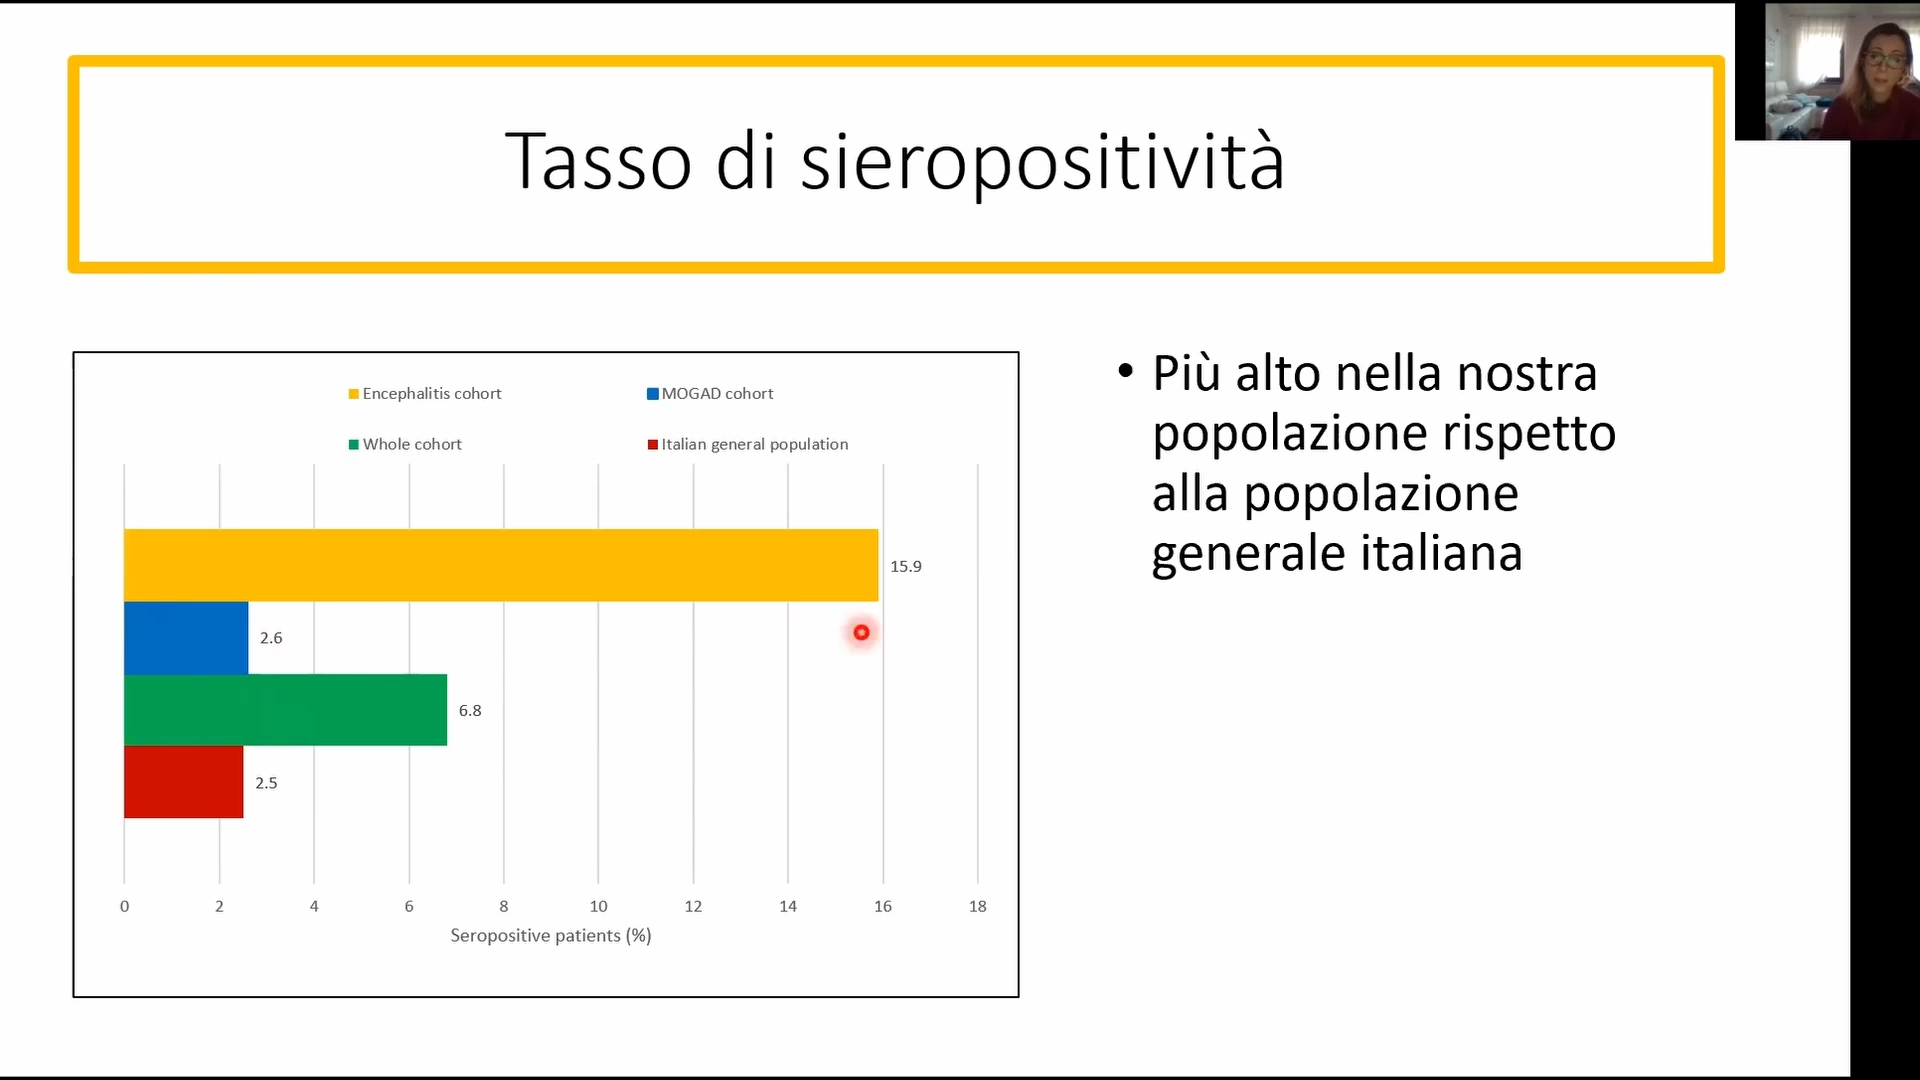 Tasso di sieropositività
Encephalitis cohort
MOGAD cohort
Whole cohort
Italian general population
15.9
2.6
6.8
2.5
0 2 4 6 8 10 12 14 16 18
Seropositive patients (%)
• Più alto nella nostra
popolazione rispetto
alla popolazione
generale italiana